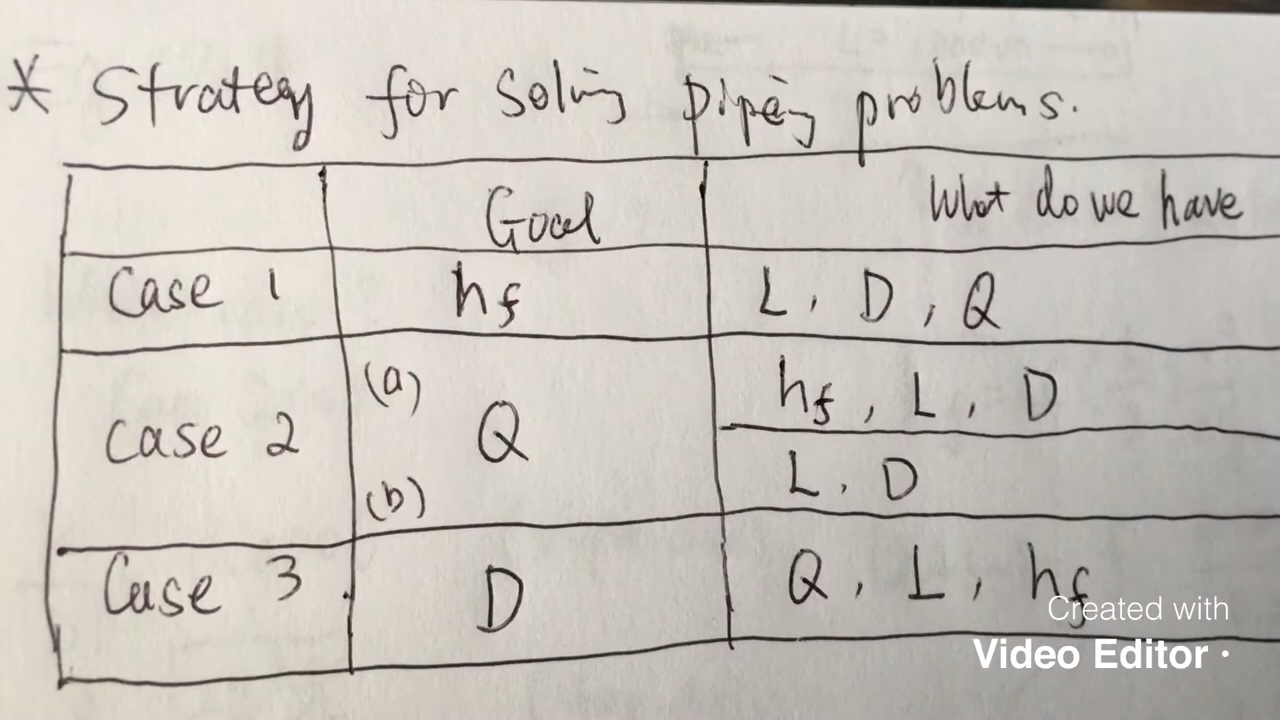 * Strategy for solving piping problems.
Goal What do we have
Case 1 hf L, D, Q
Case 2 (a) Q hf, L, D
(b) L, D
Case 3 D Q, L, hf
Created with
Video Editor